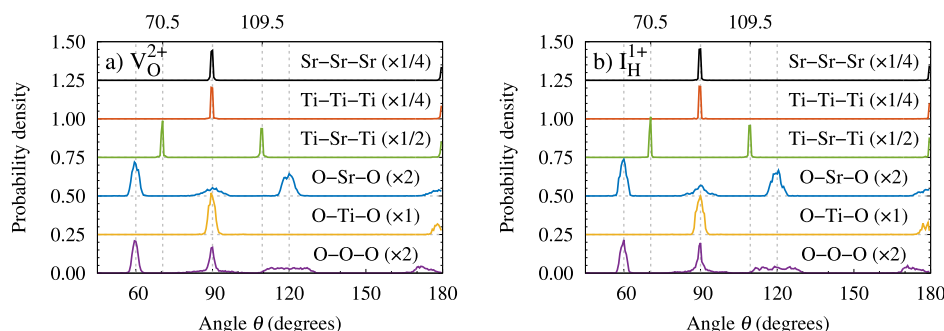 70.5 109.5
1.50
1.25
1.00
0.75
0.50
0.25
0.00
Probability density
a) V_O^{2+}
Sr−Sr−Sr (×1/4)
Ti−Ti−Ti (×1/4)
Ti−Sr−Ti (×1/2)
O−Sr−O (×2)
O−Ti−O (×1)
O−O−O (×2)
60 90 120 150 180
Angle θ (degrees)
70.5 109.5
1.50
1.25
1.00
0.75
0.50
0.25
0.00
Probability density
b) I_H^{1+}
Sr−Sr−Sr (×1/4)
Ti−Ti−Ti (×1/4)
Ti−Sr−Ti (×1/2)
O−Sr−O (×2)
O−Ti−O (×1)
O−O−O (×2)
60 90 120 150 180
Angle θ (degrees)